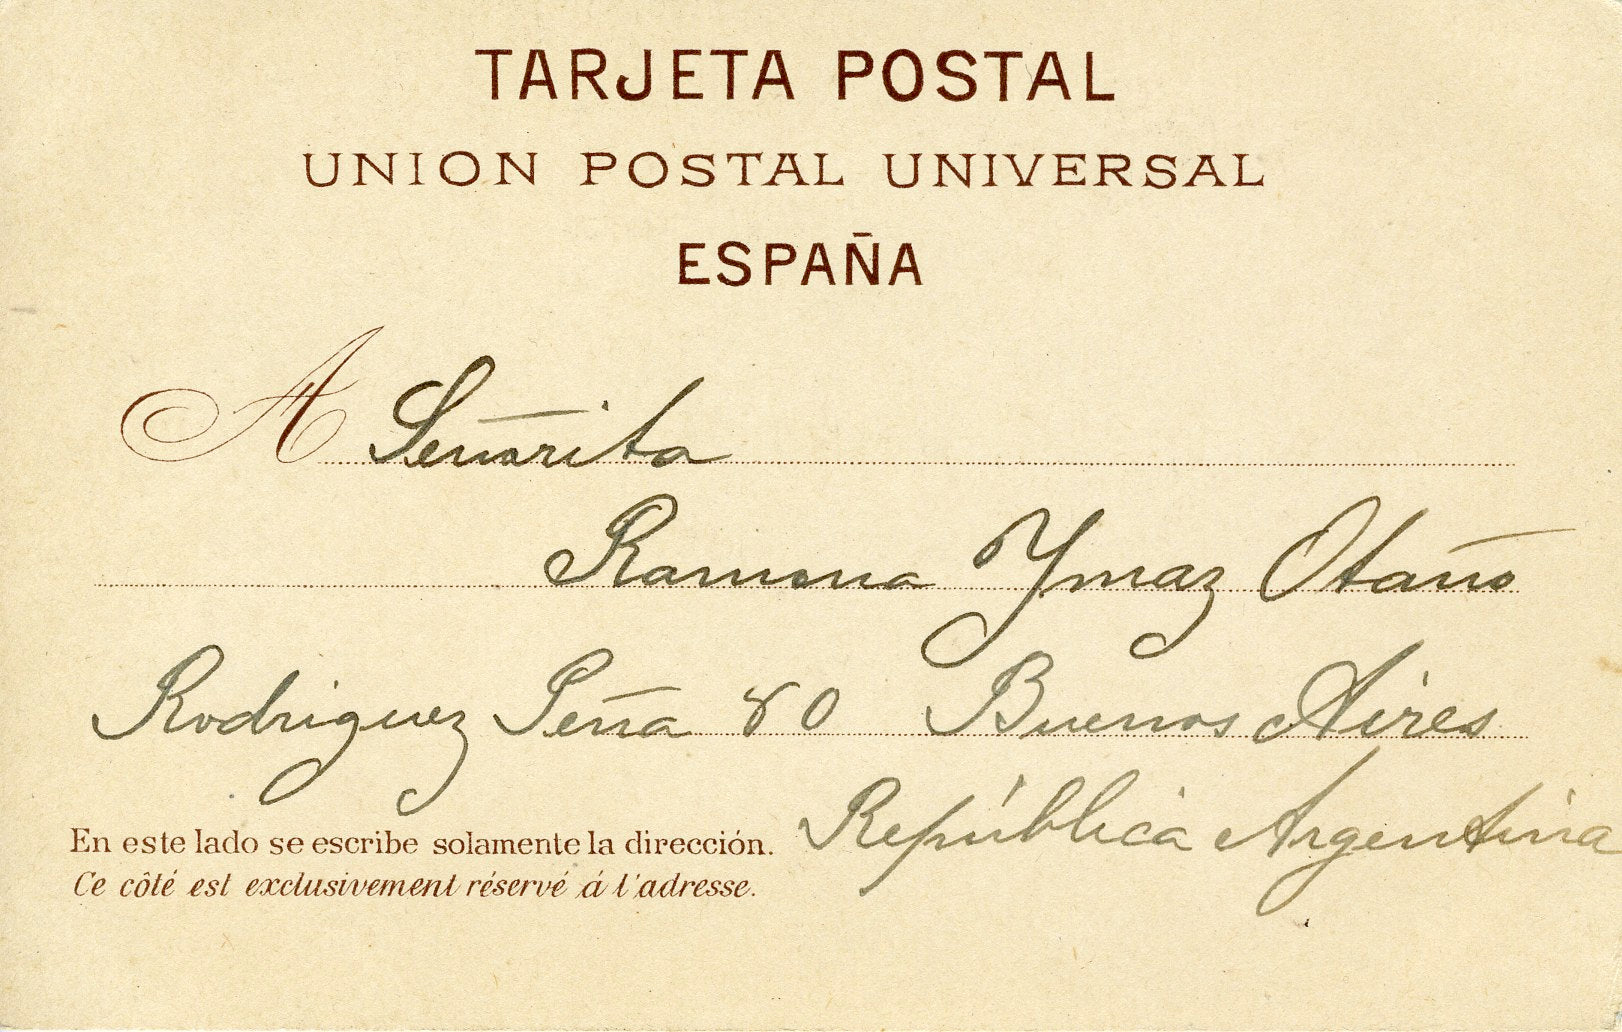 TARJETA POSTAL
UNION POSTAL UNIVERSAL
ESPAÑA
A Señorita
Ramona Ymaz Otaño
Rodriguez Peña 80 Buenos Aires
República Argentina
En este lado se escribe solamente la dirección.
Ce côté est exclusivement réservé á l'adresse.